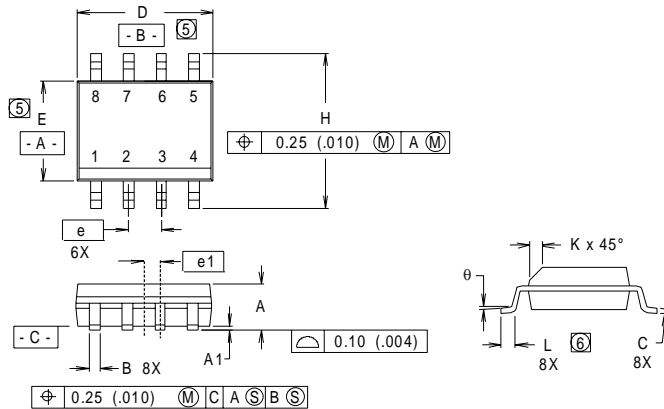 D
- B - 5
8 7 6 5
5 E
- A -
H
⌖ 0.25 (.010) Ⓜ A Ⓜ
1 2 3 4
e
6X
e1
K x 45°
θ
A
- C -
A1
⌓ 0.10 (.004)
B 8X
L 6
8X
C
8X
⌖ 0.25 (.010) Ⓜ C A Ⓢ B Ⓢ